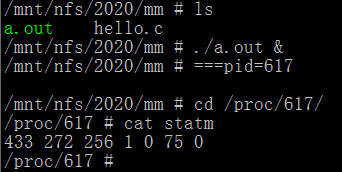 /mnt/nfs/2020/mm # ls
a.out    hello.c
/mnt/nfs/2020/mm # ./a.out &
/mnt/nfs/2020/mm # ===pid=617

/mnt/nfs/2020/mm # cd /proc/617/
/proc/617 # cat statm
433 272 256 1 0 75 0
/proc/617 #